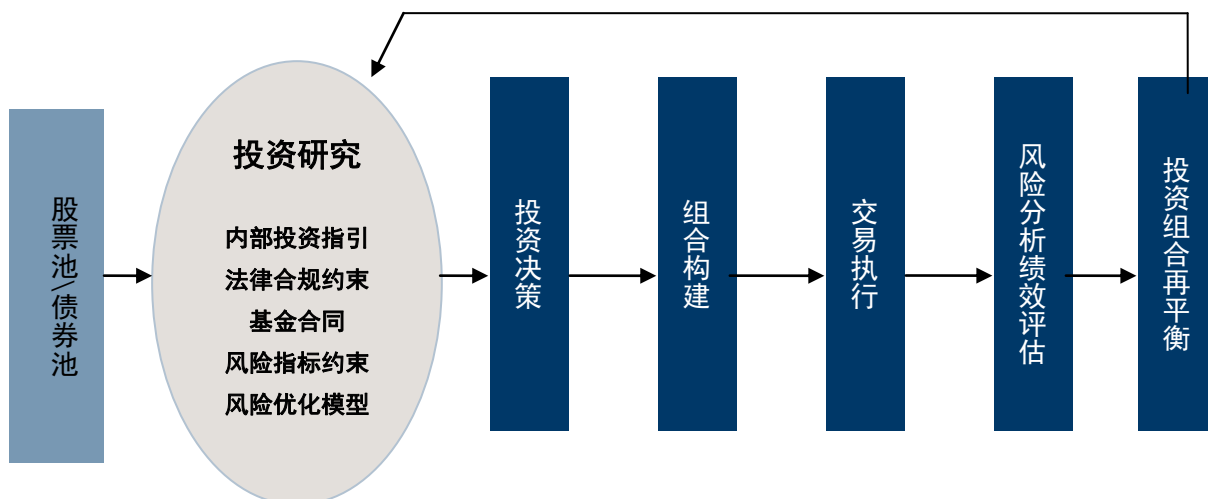 股票池\债券池
投资研究
内部投资指引
法律合规约束
基金合同
风险指标约束
风险优化模型
投资决策
组合构建
交易执行
风险分析绩效评估
投资组合再平衡